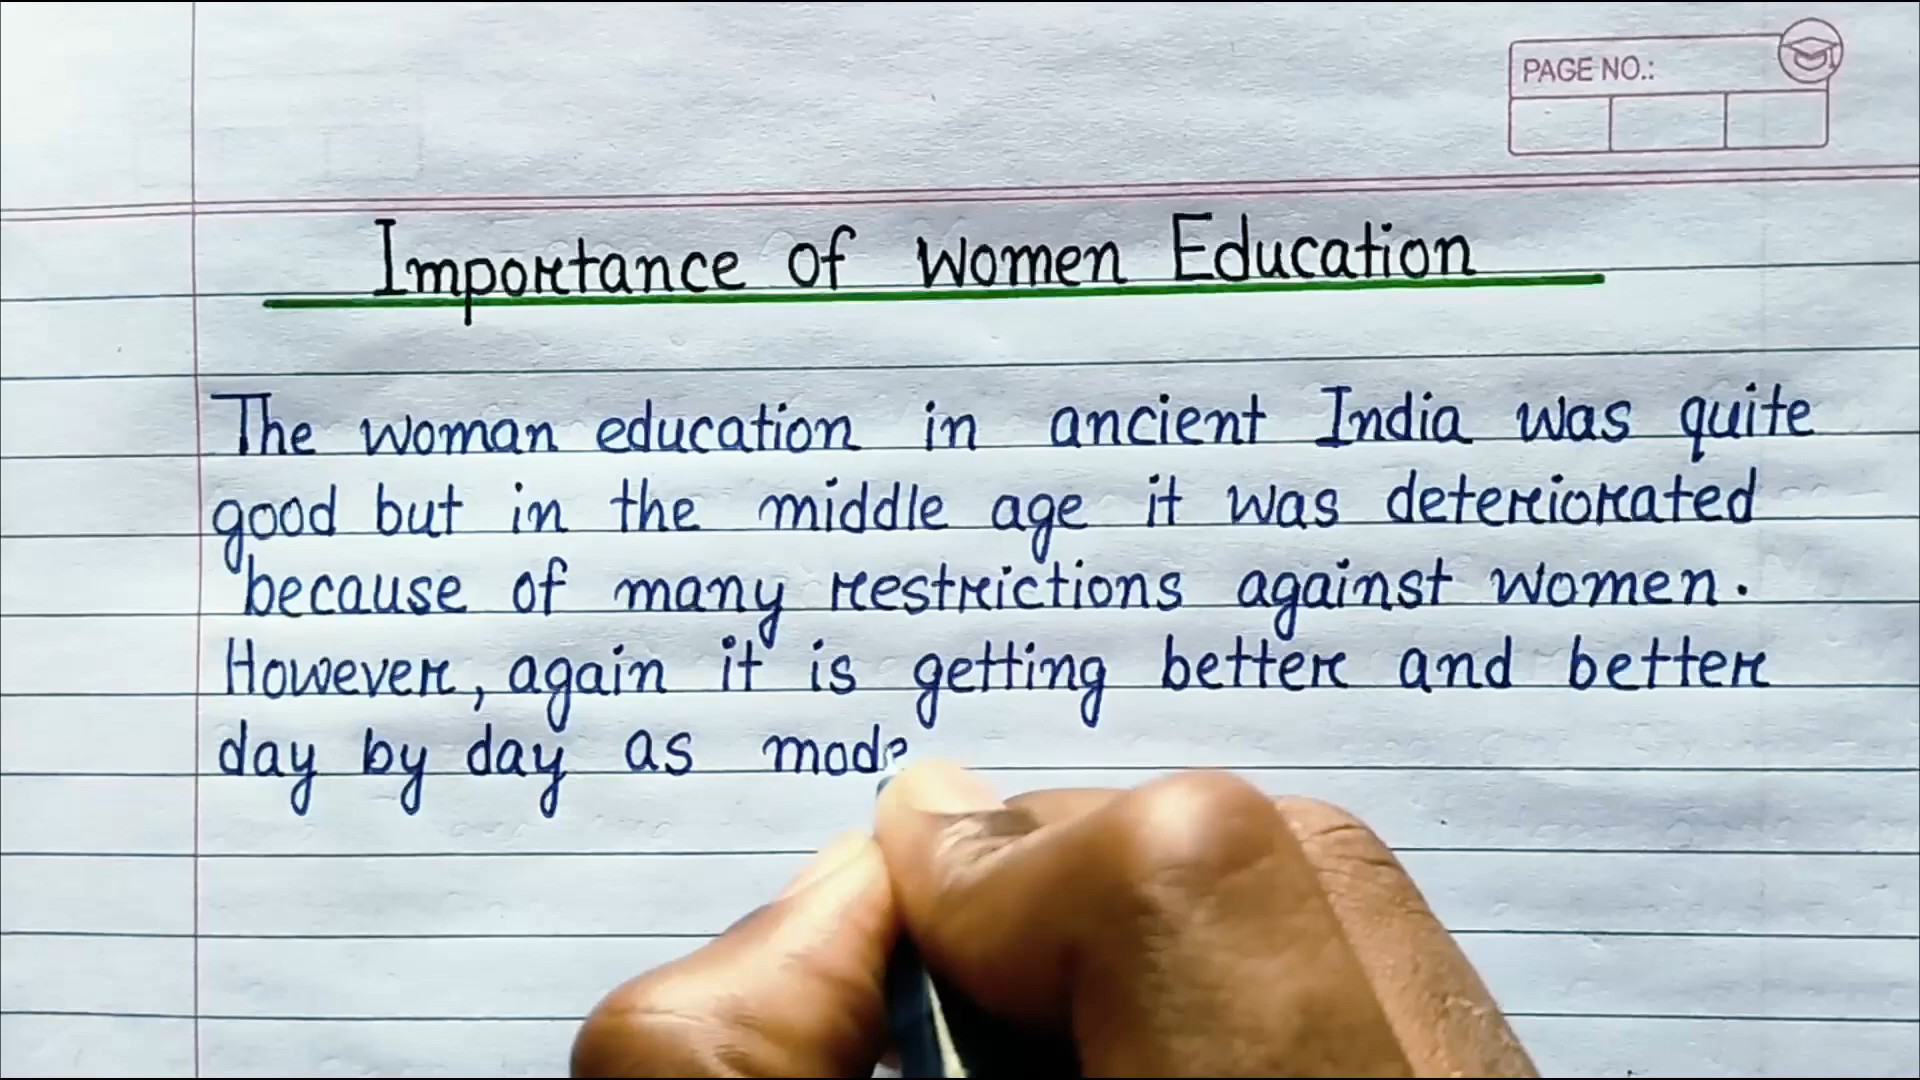 PAGE NO.:
Importance of Women Education
The woman education in ancient India was quite
good but in the middle age it was deteriorated
because of many restrictions against women.
However, again it is getting better and better
day by day as